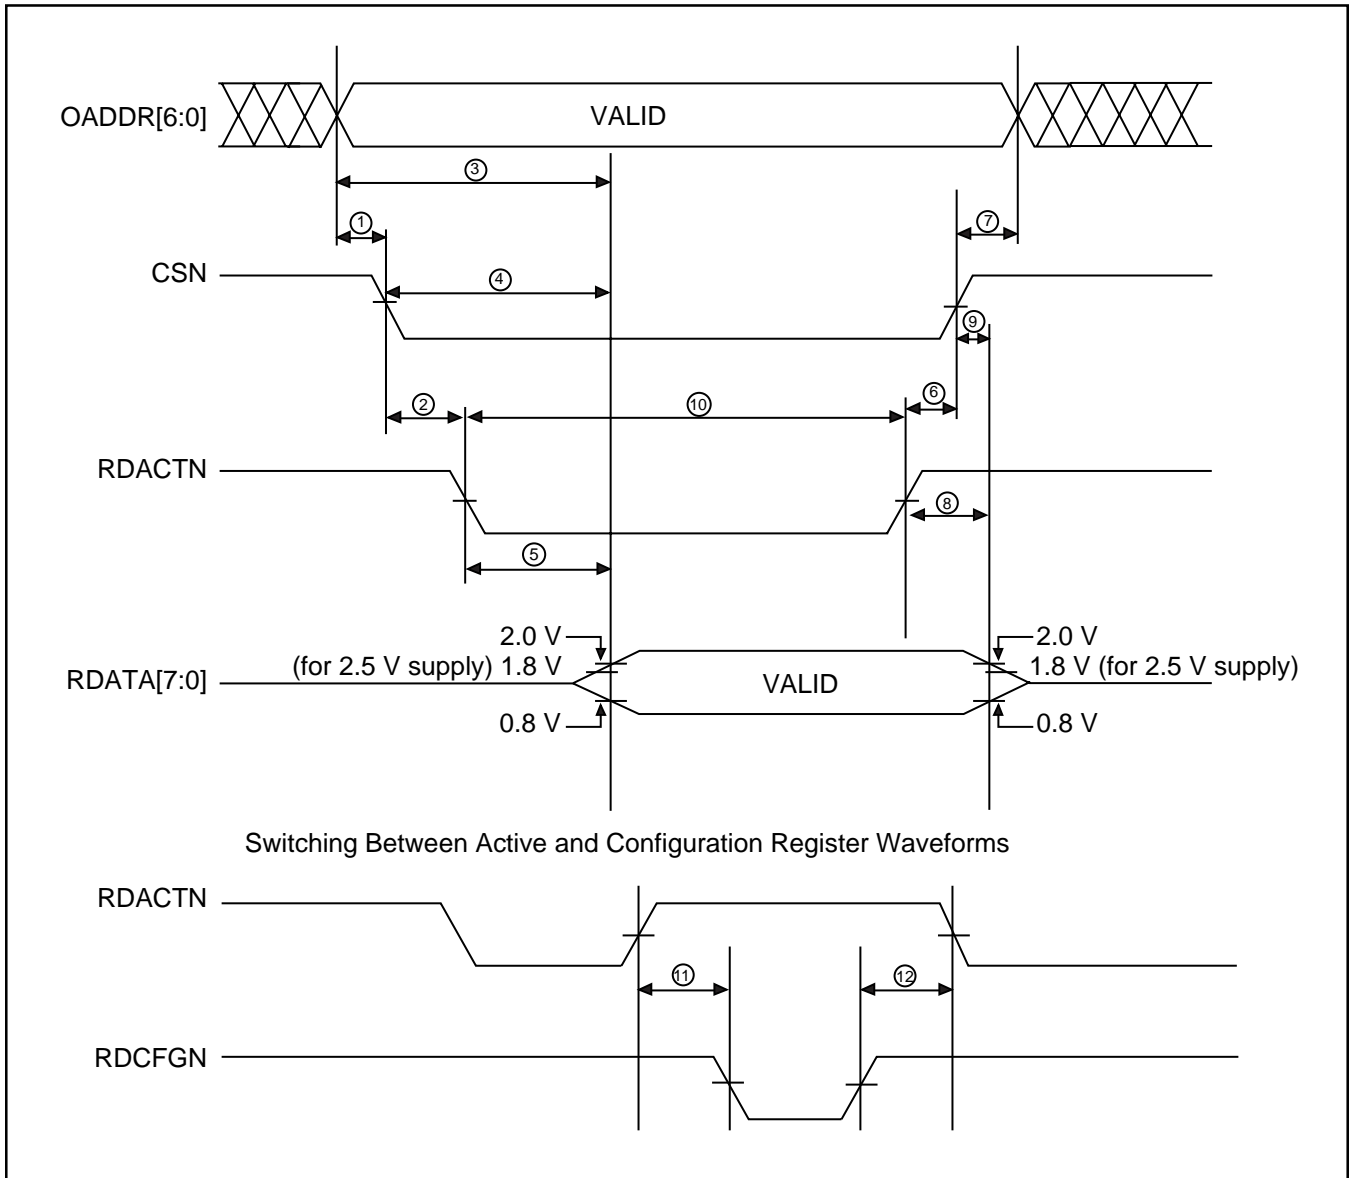 OADDR[6:0]
VALID
3
1
7
CSN
4
9
2
10
6
RDACTN
8
5
2.0 V
2.0 V
(for 2.5 V supply) 1.8 V
1.8 V (for 2.5 V supply)
RDATA[7:0]
VALID
0.8 V
0.8 V
Switching Between Active and Configuration Register Waveforms
RDACTN
11
12
RDCFGN